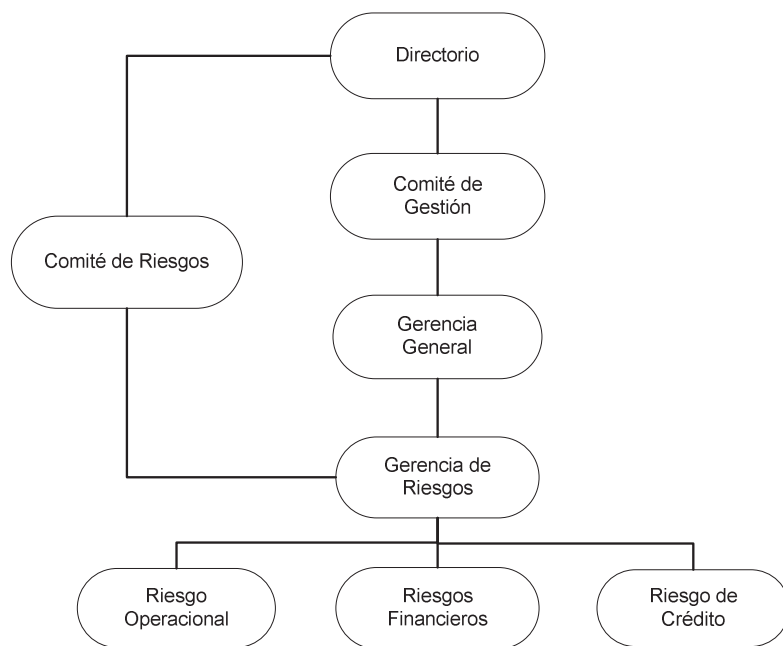 Directorio
Comité de
Gestión
Comité de Riesgos
Gerencia
General
Gerencia de
Riesgos
Riesgo
Operacional
Riesgos
Financieros
Riesgo de
Crédito